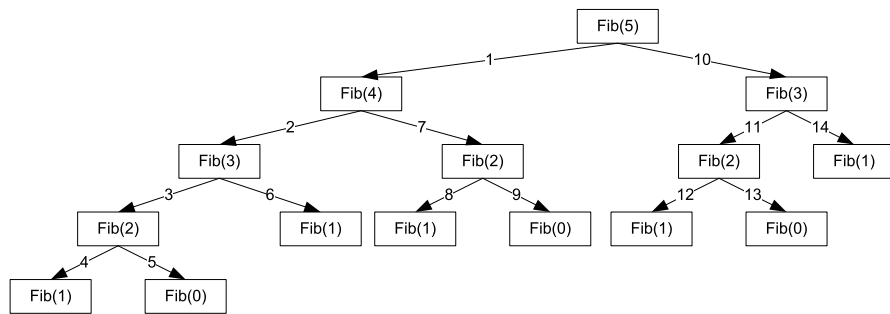 Fib(5)
1 10
Fib(4) Fib(3)
2 7 11 14
Fib(3) Fib(2) Fib(2) Fib(1)
3 6 8 9 12 13
Fib(2) Fib(1) Fib(1) Fib(0) Fib(1) Fib(0)
4 5
Fib(1) Fib(0)